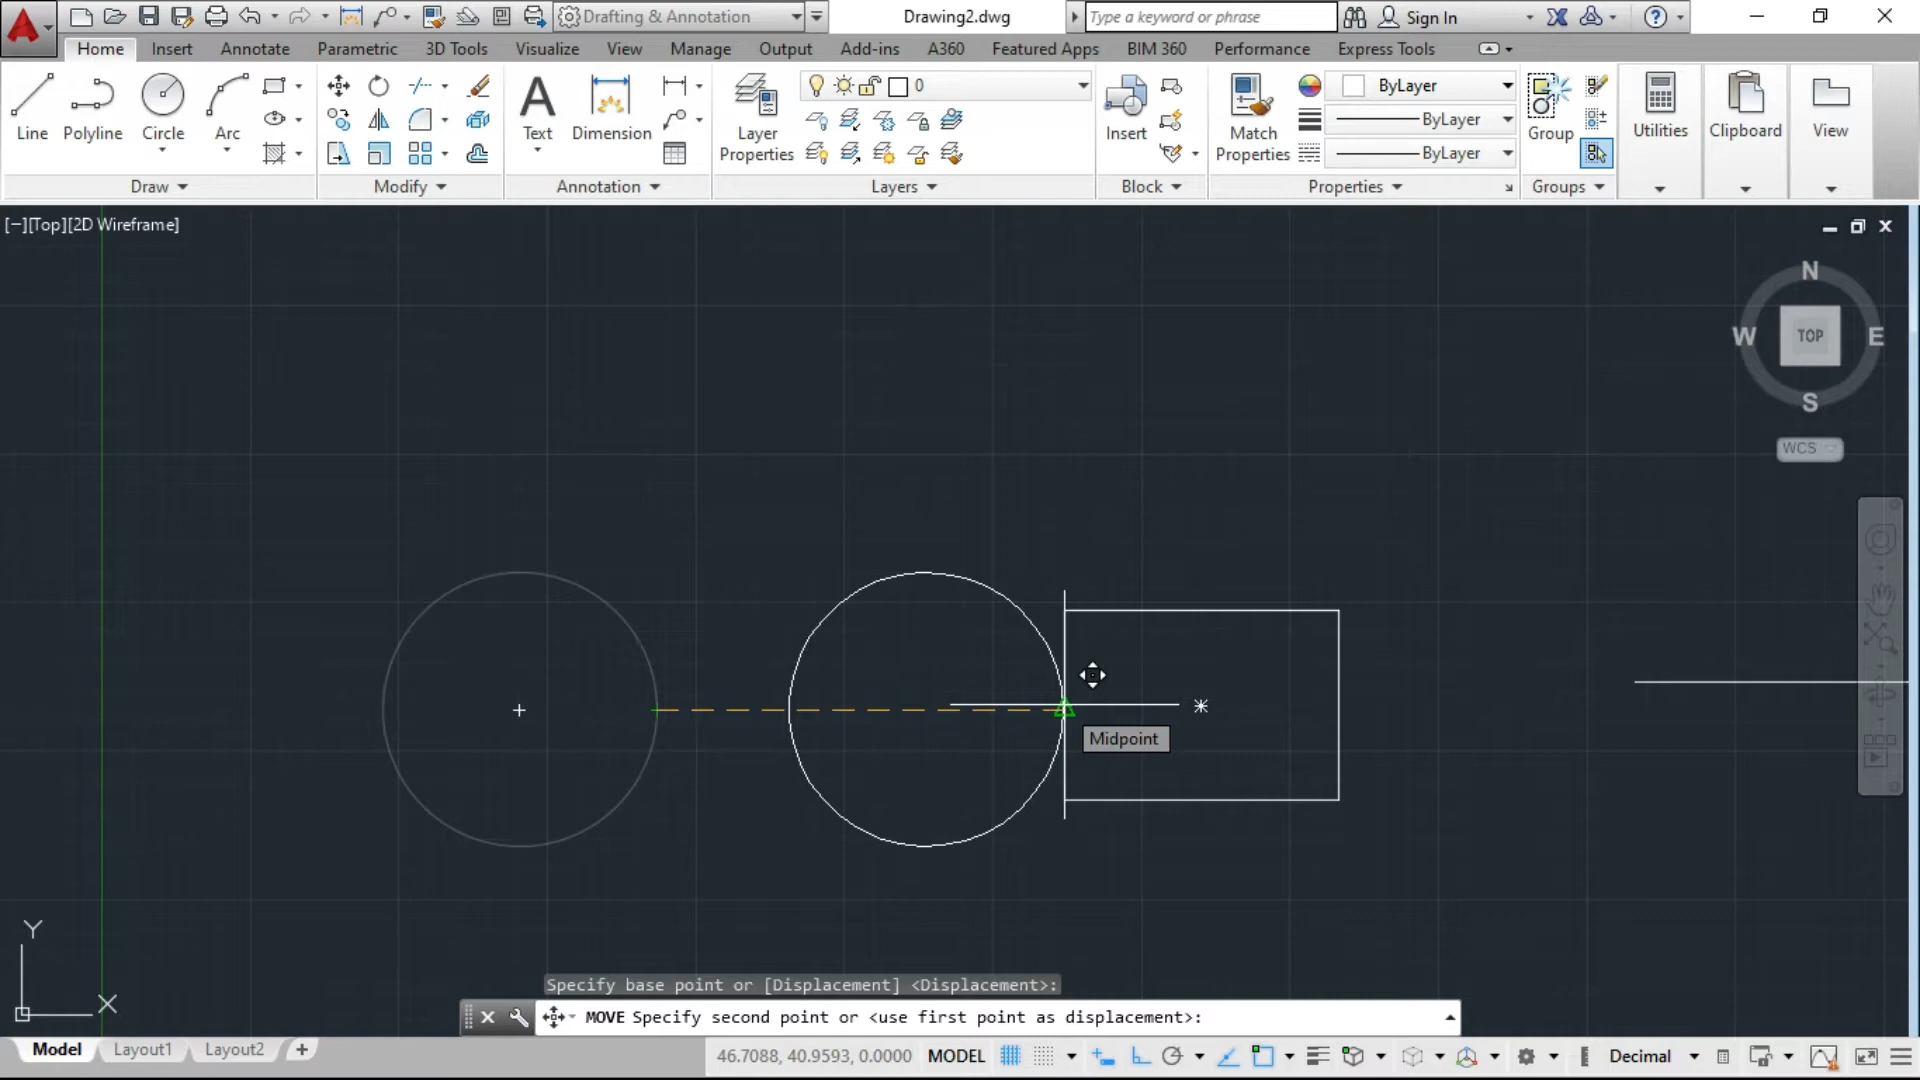 Drafting & Annotation
Drawing2.dwg
Type a keyword or phrase
Sign In
Home Insert Annotate Parametric 3D Tools Visualize View Manage Output Add-ins A360 Featured Apps BIM 360 Performance Express Tools
Line Polyline Circle Arc
Text Dimension
Layer Properties
0
Insert
Match Properties
ByLayer
ByLayer
ByLayer
Group
Utilities Clipboard View
Draw Modify Annotation Layers Block Properties Groups
[−][Top][2D Wireframe]
N
W TOP E
S
WCS
Midpoint
Y
X
Specify base point or [Displacement] <Displacement>:
MOVE Specify second point or <use first point as displacement>:
Model Layout1 Layout2 +
46.7088, 40.9593, 0.0000 MODEL Decimal